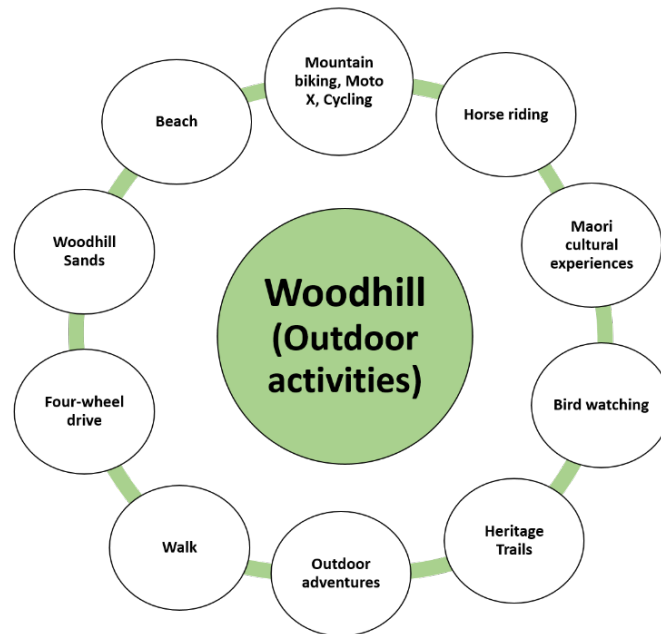 Mountain
biking, Moto
X, Cycling
Horse riding
Maori
cultural
experiences
Bird watching
Heritage
Trails
Outdoor
adventures
Walk
Four-wheel
drive
Woodhill
Sands
Beach
Woodhill
(Outdoor
activities)